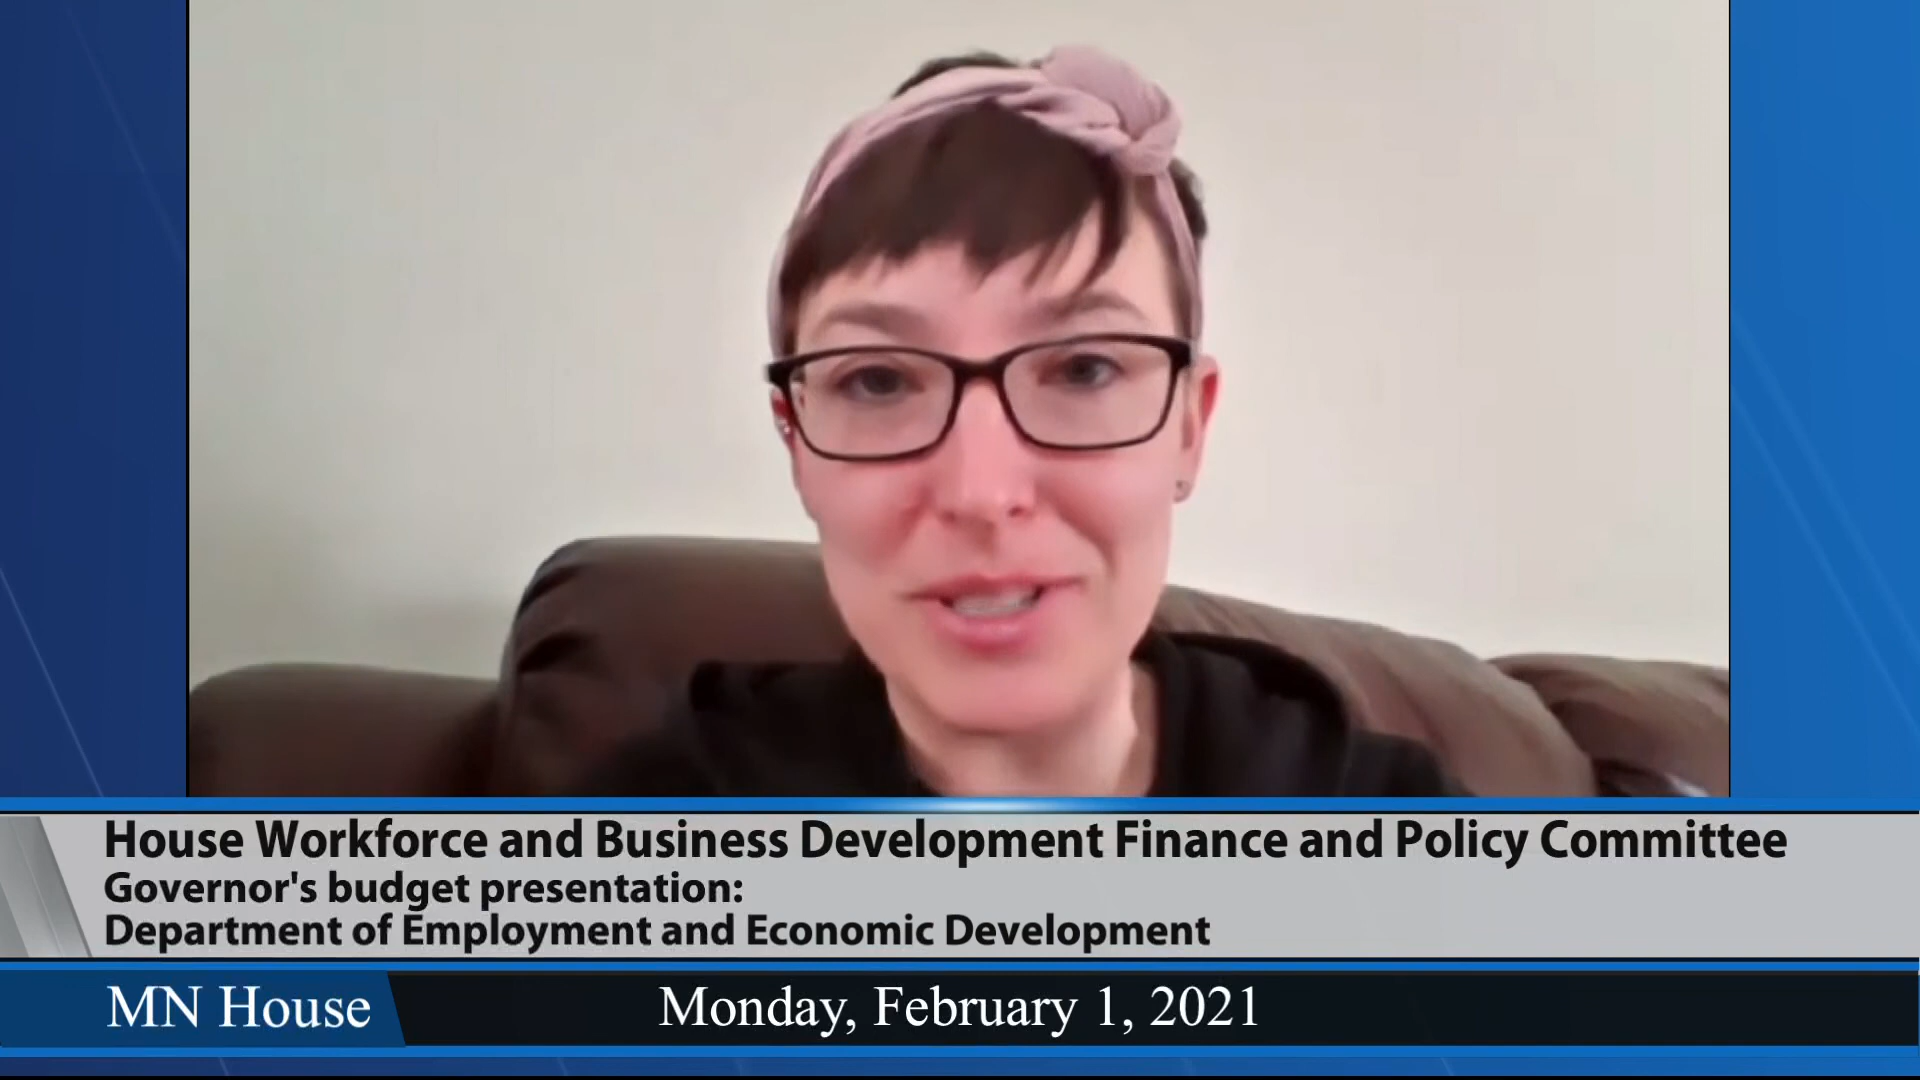 House Workforce and Business Development Finance and Policy Committee
Governor's budget presentation:
Department of Employment and Economic Development
MN House
Monday, February 1, 2021